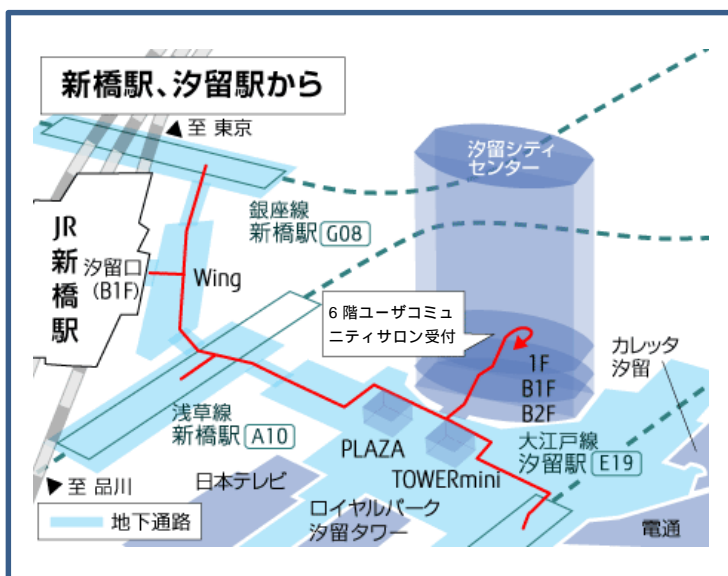 新橋駅、汐留駅から
▲至 東京
汐留シティ
センター
銀座線
新橋駅 G08
JR
新
橋
駅
汐留口
(B1F)
Wing
6階ユーザコミュ
ニティサロン受付
1F
B1F
B2F
カレッタ
汐留
浅草線
新橋駅 A10
大江戸線
汐留駅 E19
PLAZA
TOWERmini
▼至 品川
日本テレビ
ロイヤルパーク
汐留タワー
電通
地下通路